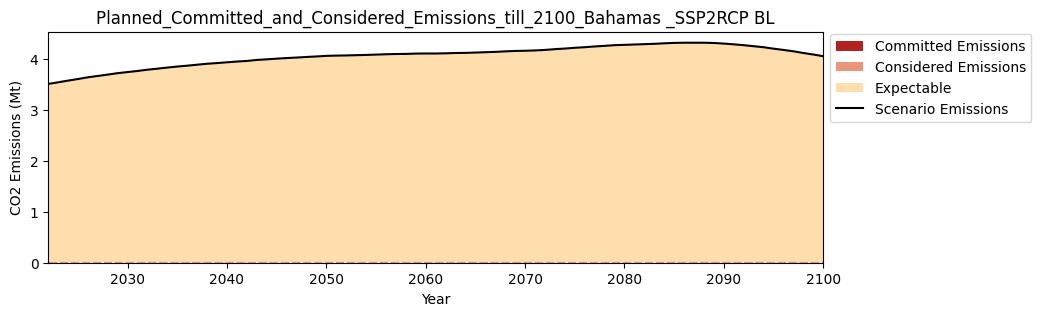 Planned_Committed_and_Considered_Emissions_till_2100_Bahamas _SSP2RCP BL
CO2 Emissions (Mt)
4
3
2
1
0
2030 2040 2050 2060 2070 2080 2090 2100
Year
Committed Emissions
Considered Emissions
Expectable
Scenario Emissions